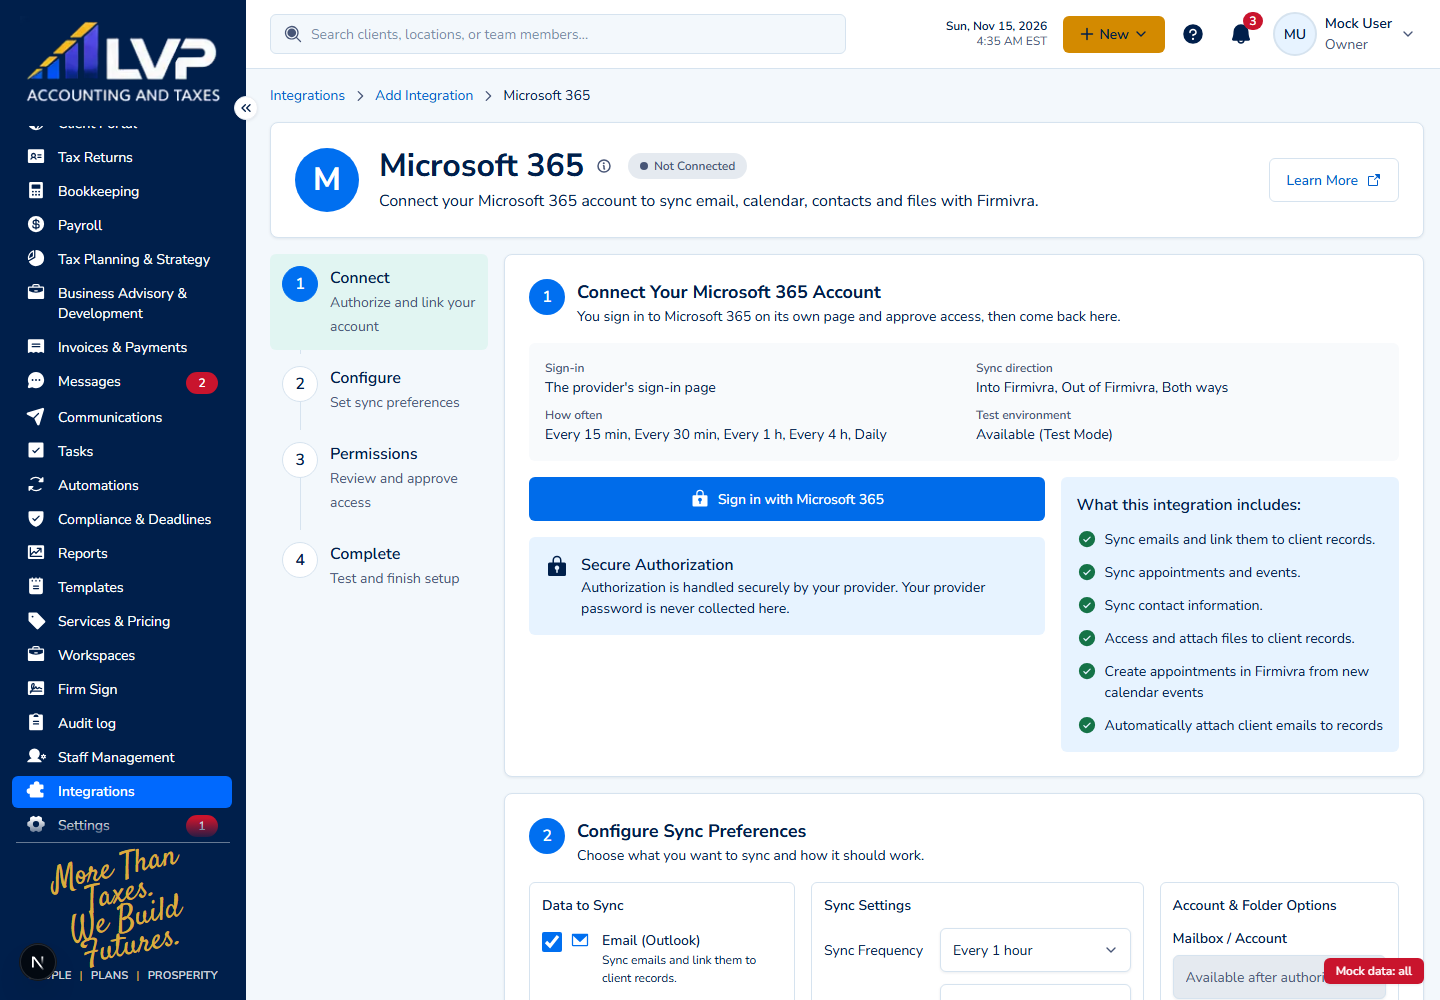 LVP
ACCOUNTING AND TAXES
Client Portal
Tax Returns
Bookkeeping
Payroll
Tax Planning & Strategy
Business Advisory &
Development
Invoices & Payments
Messages
2
Communications
Tasks
Automations
Compliance & Deadlines
Reports
Templates
Services & Pricing
Workspaces
Firm Sign
Audit log
Staff Management
Integrations
Settings
1
More Than
Taxes.
We Build
Futures.
N
PLE | PLANS | PROSPERITY
Search clients, locations, or team members...
Sun, Nov 15, 2026
4:35 AM EST
New
?
3
MU
Mock User
Owner
Integrations > Add Integration > Microsoft 365
M
Microsoft 365
Not Connected
Connect your Microsoft 365 account to sync email, calendar, contacts and files with Firmivra.
Learn More
1
Connect
Authorize and link your
account
2
Configure
Set sync preferences
3
Permissions
Review and approve
access
4
Complete
Test and finish setup
1
Connect Your Microsoft 365 Account
You sign in to Microsoft 365 on its own page and approve access, then come back here.
Sign-in
The provider's sign-in page
Sync direction
Into Firmivra, Out of Firmivra, Both ways
How often
Every 15 min, Every 30 min, Every 1 h, Every 4 h, Daily
Test environment
Available (Test Mode)
Sign in with Microsoft 365
Secure Authorization
Authorization is handled securely by your provider. Your provider
password is never collected here.
What this integration includes:
Sync emails and link them to client records.
Sync appointments and events.
Sync contact information.
Access and attach files to client records.
Create appointments in Firmivra from new
calendar events
Automatically attach client emails to records
2
Configure Sync Preferences
Choose what you want to sync and how it should work.
Data to Sync
Email (Outlook)
Sync emails and link them to
client records.
Sync Settings
Sync Frequency
Every 1 hour
Account & Folder Options
Mailbox / Account
Available after authori
Mock data: all